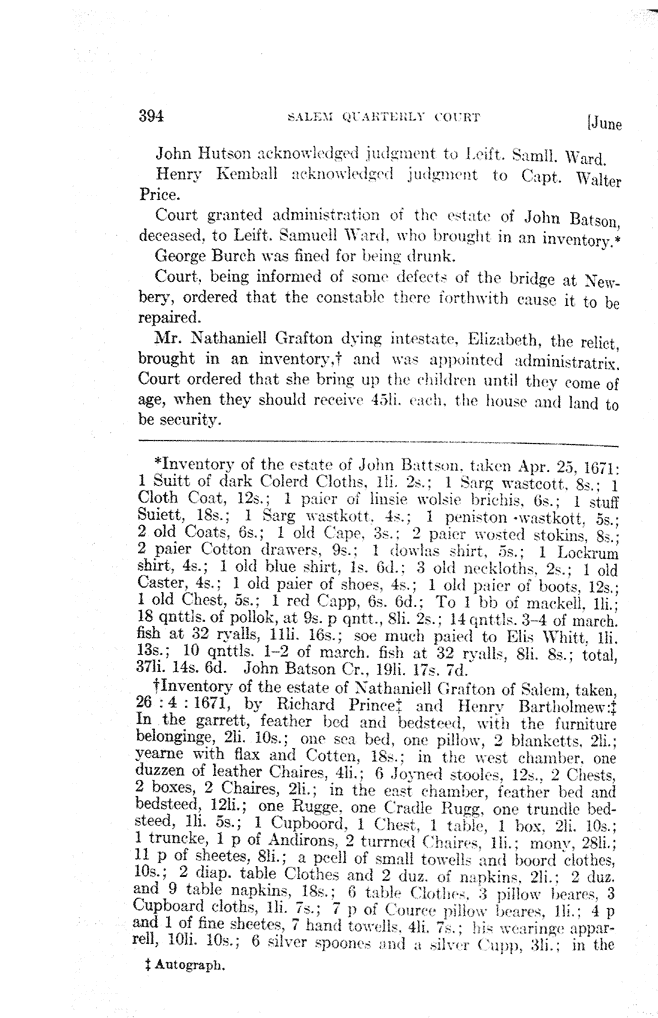 394 SALEM QUARTERLY COURT [June
John Hutson acknowledged judgment to Leift. Samll. Ward.
Henry Kemball acknowledged judgment to Capt. Walter
Price.
Court granted administration of the estate of John Batson,
deceased, to Leift. Samuell Ward, who brought in an inventory.*
George Burch was fined for being drunk.
Court, being informed of some defects of the bridge at New-
bery, ordered that the constable there forthwith cause it to be
repaired.
Mr. Nathaniell Grafton dying intestate, Elizabeth, the relict,
brought in an inventory,† and was appointed administratrix.
Court ordered that she bring up the children until they come of
age, when they should receive 45li. each, the house and land to
be security.
*Inventory of the estate of John Battson, taken Apr. 25, 1671:
1 Suitt of dark Colerd Cloths, 1li. 2s.; 1 Sarg wastcott, 8s.; 1
Cloth Coat, 12s.; 1 paier of linsie wolsie brichis, 6s.; 1 stuff
Suiett, 18s.; 1 Sarg wastkott, 4s.; 1 peniston wastkott, 5s.;
2 old Coats, 6s.; 1 old Cape, 3s.; 2 paier wosted stokins, 8s.;
2 paier Cotton drawers, 9s.; 1 dowlas shirt, 5s.; 1 Lockrum
shirt, 4s.; 1 old blue shirt, 1s. 6d.; 3 old neckloths, 2s.; 1 old
Caster, 4s.; 1 old paier of shoes, 4s.; 1 old paier of boots, 12s.;
1 old Chest, 5s.; 1 red Capp, 6s. 6d.; To 1 bb of mackell, 1li.;
18 qnttls. of pollok, at 9s. p qntt., 8li. 2s.; 14 qnttls. 3-4 of march.
fish at 32 ryalls, 11li. 16s.; soe much paied to Elis Whitt, 1li.
13s.; 10 qnttls. 1-2 of march. fish at 32 ryalls, 8li. 8s.; total,
37li. 14s. 6d. John Batson Cr., 19li. 17s. 7d.
†Inventory of the estate of Nathaniell Grafton of Salem, taken,
26 : 4 : 1671, by Richard Prince‡ and Henry Bartholmew:‡
In the garrett, feather bed and bedsteed, with the furniture
belonginge, 2li. 10s.; one sea bed, one pillow, 2 blanketts, 2li.;
yearne with flax and Cotten, 18s.; in the west chamber, one
duzzen of leather Chaires, 4li.; 6 Joyned stooles, 12s., 2 Chests,
2 boxes, 2 Chaires, 2li.; in the east chamber, feather bed and
bedsteed, 12li.; one Rugge, one Cradle Rugg, one trundle bed-
steed, 1li. 5s.; 1 Cupboord, 1 Chest, 1 table, 1 box, 2li. 10s.;
1 truncke, 1 p of Andirons, 2 turrned Chaires, 1li.; mony, 28li.;
11 p of sheetes, 8li.; a pcell of small towells and boord clothes,
10s.; 2 diap. table Clothes and 2 duz. of napkins, 2li.; 2 duz.
and 9 table napkins, 18s.; 6 table Clothes, 3 pillow beares, 3
Cupboard cloths, 1li. 7s.; 7 p of Cource pillow beares, 1li.; 4 p
and 1 of fine sheetes, 7 hand towells, 4li. 7s.; his wearinge appar-
rell, 10li. 10s.; 6 silver spoones and a silver Cupp, 3li.; in the
‡ Autograph.